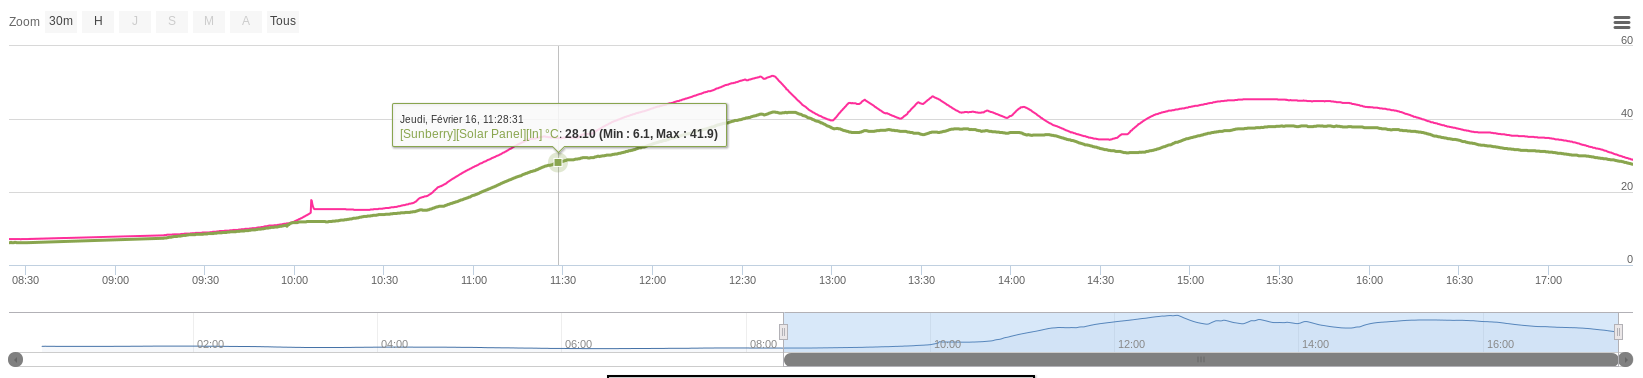 Zoom 30m H J S M A Tous
60
40
20
0
Jeudi, Février 16, 11:28:31
[Sunberry][Solar Panel][In] °C: 28.10 (Min : 6.1, Max : 41.9)
08:30 09:00 09:30 10:00 10:30 11:00 11:30 12:00 12:30 13:00 13:30 14:00 14:30 15:00 15:30 16:00 16:30 17:00
02:00 04:00 06:00 08:00 10:00 12:00 14:00 16:00